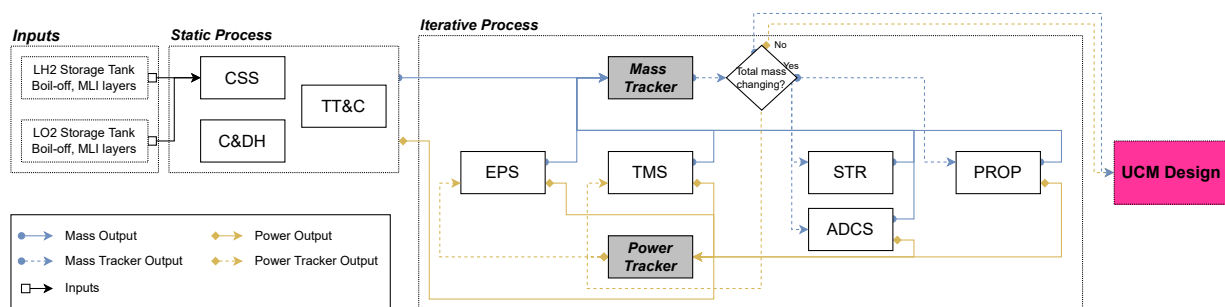 Inputs
LH2 Storage Tank
Boil-off, MLI layers
LO2 Storage Tank
Boil-off, MLI layers
Static Process
CSS
TT&C
C&DH
Iterative Process
Mass
Tracker
Total mass
changing?
No
Yes
EPS
TMS
STR
PROP
ADCS
Power
Tracker
UCM Design
Mass Output
Power Output
Mass Tracker Output
Power Tracker Output
Inputs